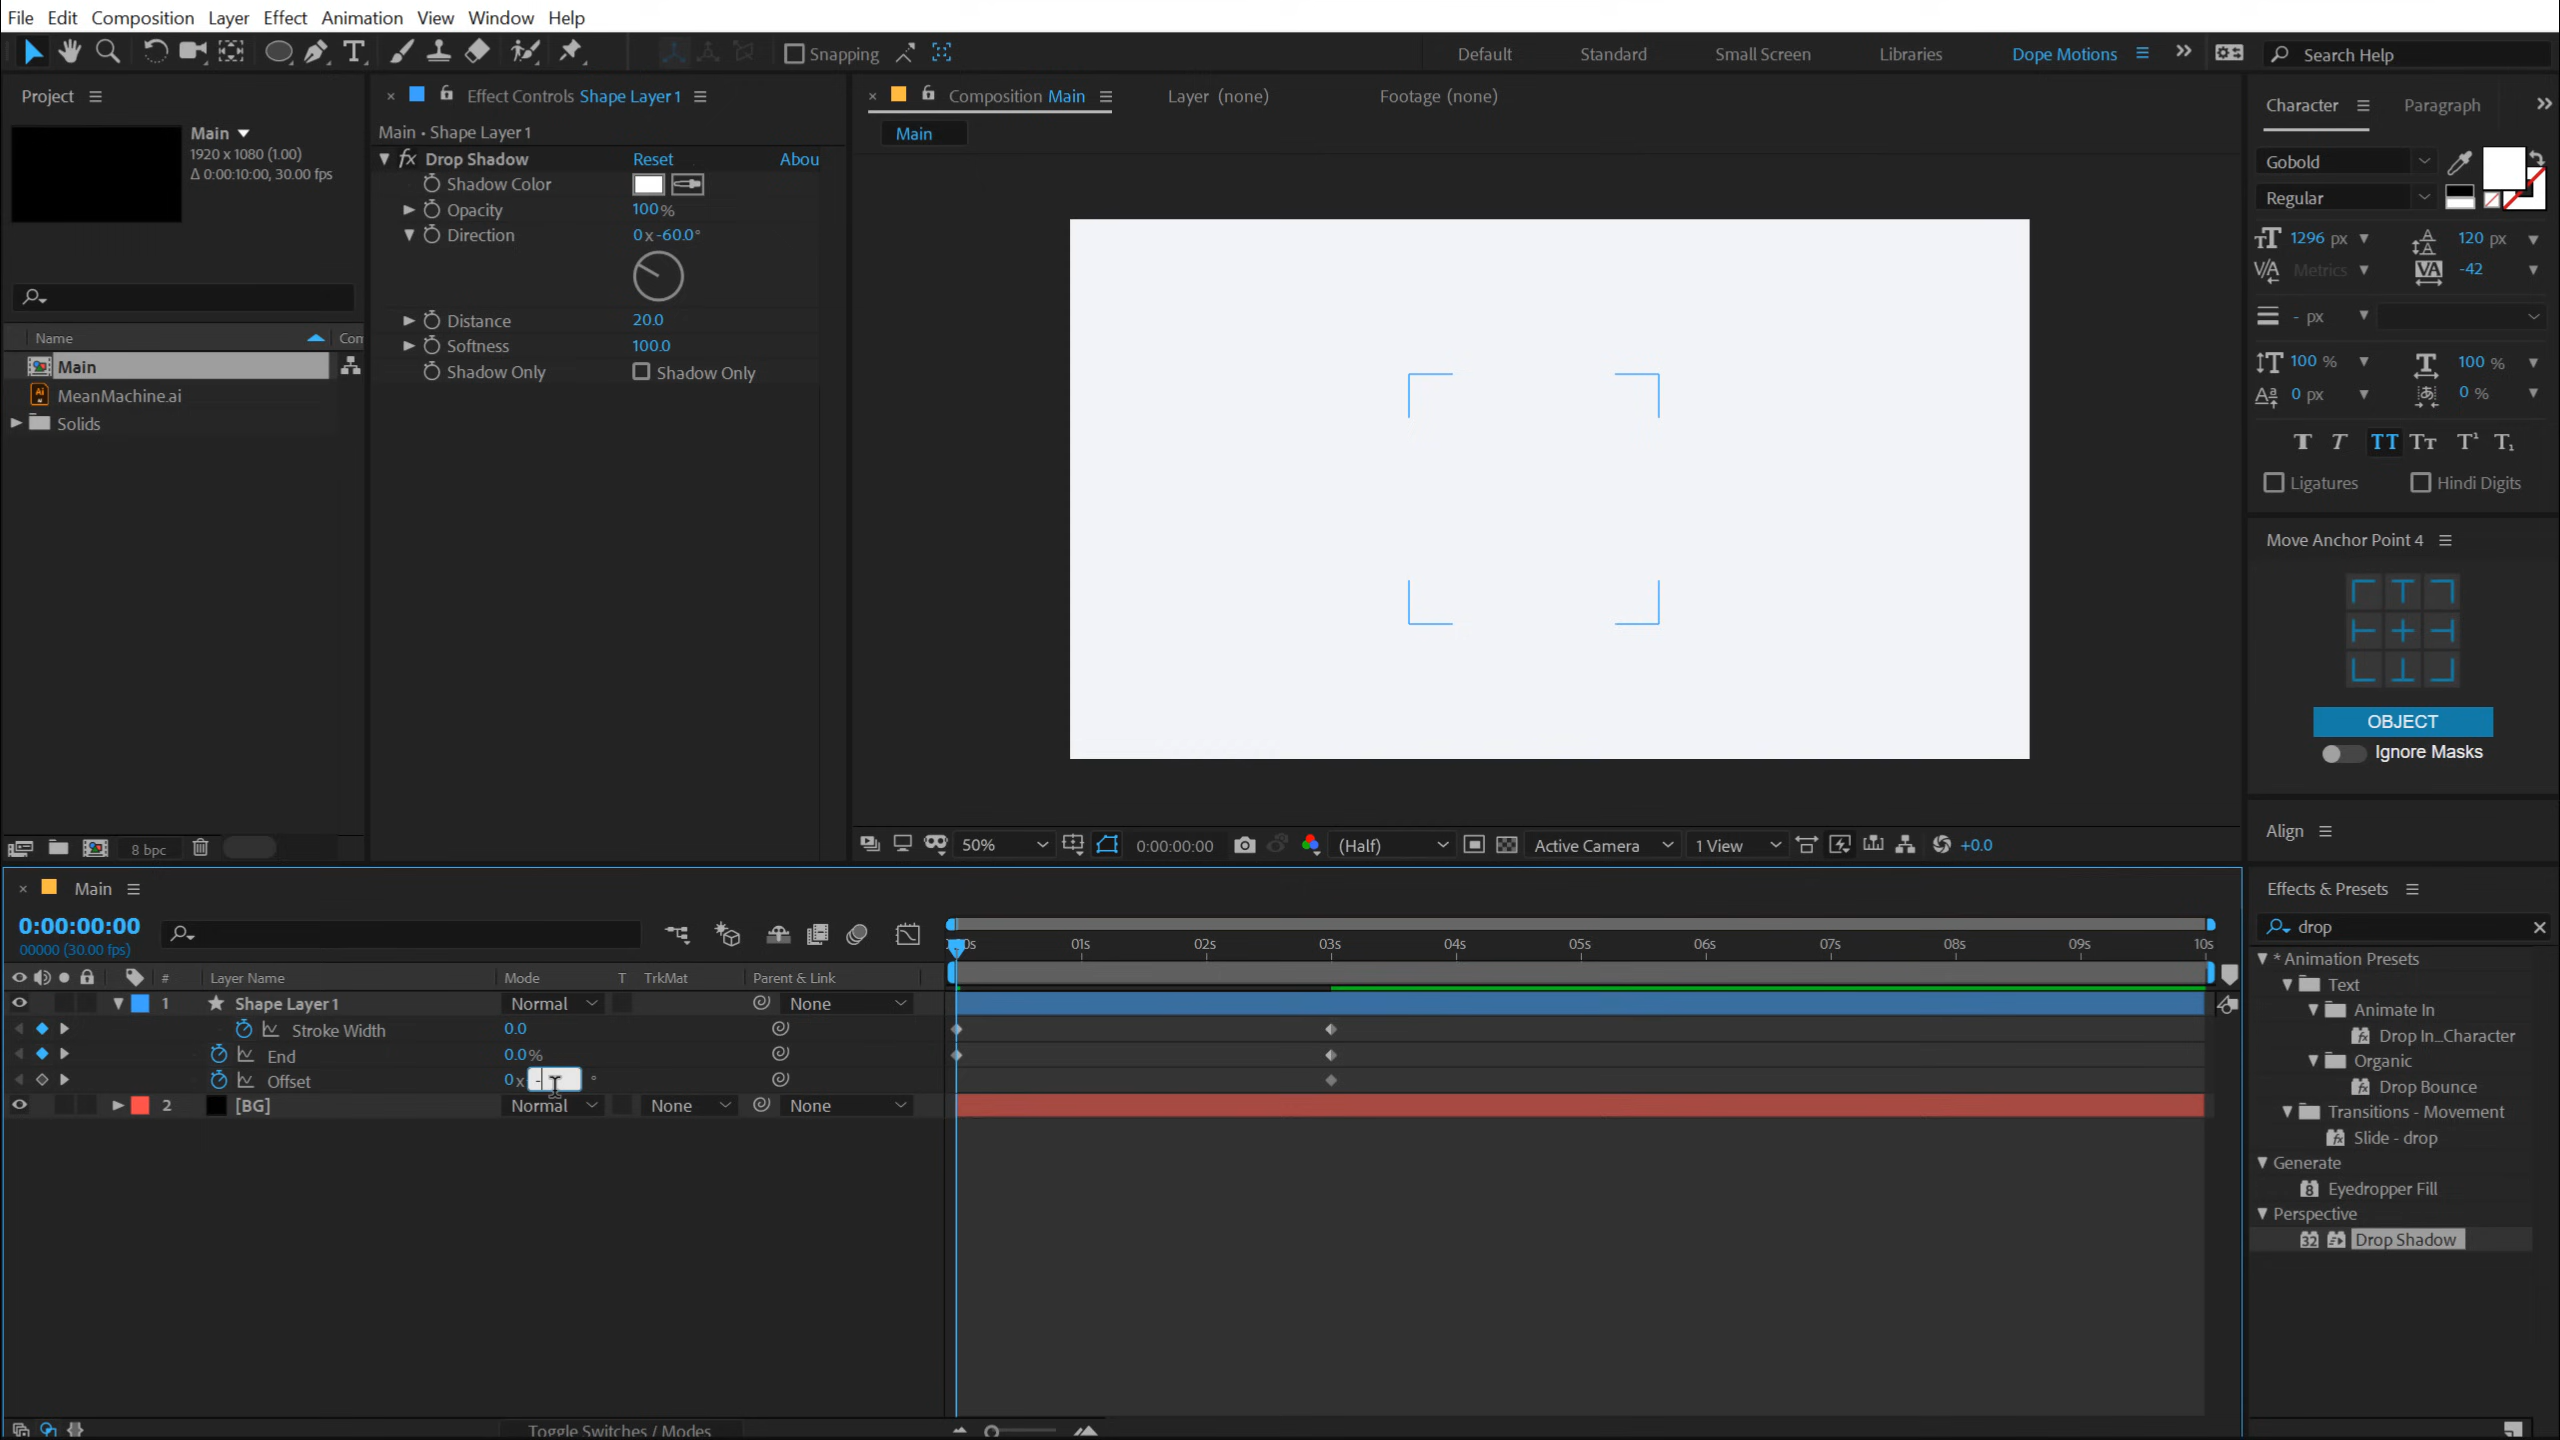 File Edit Composition Layer Effect Animation View Window Help
Snapping Default Standard Small Screen Libraries Dope Motions Search Help
Project
Effect Controls Shape Layer 1
Composition Main Layer (none) Footage (none)
Character Paragraph
Main
1920 x 1080 (1.00)
Δ 0:00:10:00, 30.00 fps
Main • Shape Layer 1
fx Drop Shadow Reset Abou
Shadow Color
Opacity 100 %
Direction 0 x -60.0°
Distance 20.0
Softness 100.0
Shadow Only Shadow Only
Main
Name Con
Main
MeanMachine.ai
Solids
8 bpc
50% 0:00:00:00 (Half) Active Camera 1 View +0.0
Gobold
Regular
1296 px 120 px
Metrics -42
- px
100 % 100 %
0 px 0 %
Ligatures Hindi Digits
Move Anchor Point 4
OBJECT
Ignore Masks
Align
Effects & Presets
drop
* Animation Presets
Text
Animate In
Drop In_Character
Organic
Drop Bounce
Transitions - Movement
Slide - drop
Generate
Eyedropper Fill
Perspective
Drop Shadow
Main
0:00:00:00
00000 (30.00 fps)
01s 02s 03s 04s 05s 06s 07s 08s 09s 10s
# Layer Name Mode T TrkMat Parent & Link
1 Shape Layer 1 Normal None
Stroke Width 0.0
End 0.0 %
Offset 0 x - °
2 [BG] Normal None None
Toggle Switches / Modes